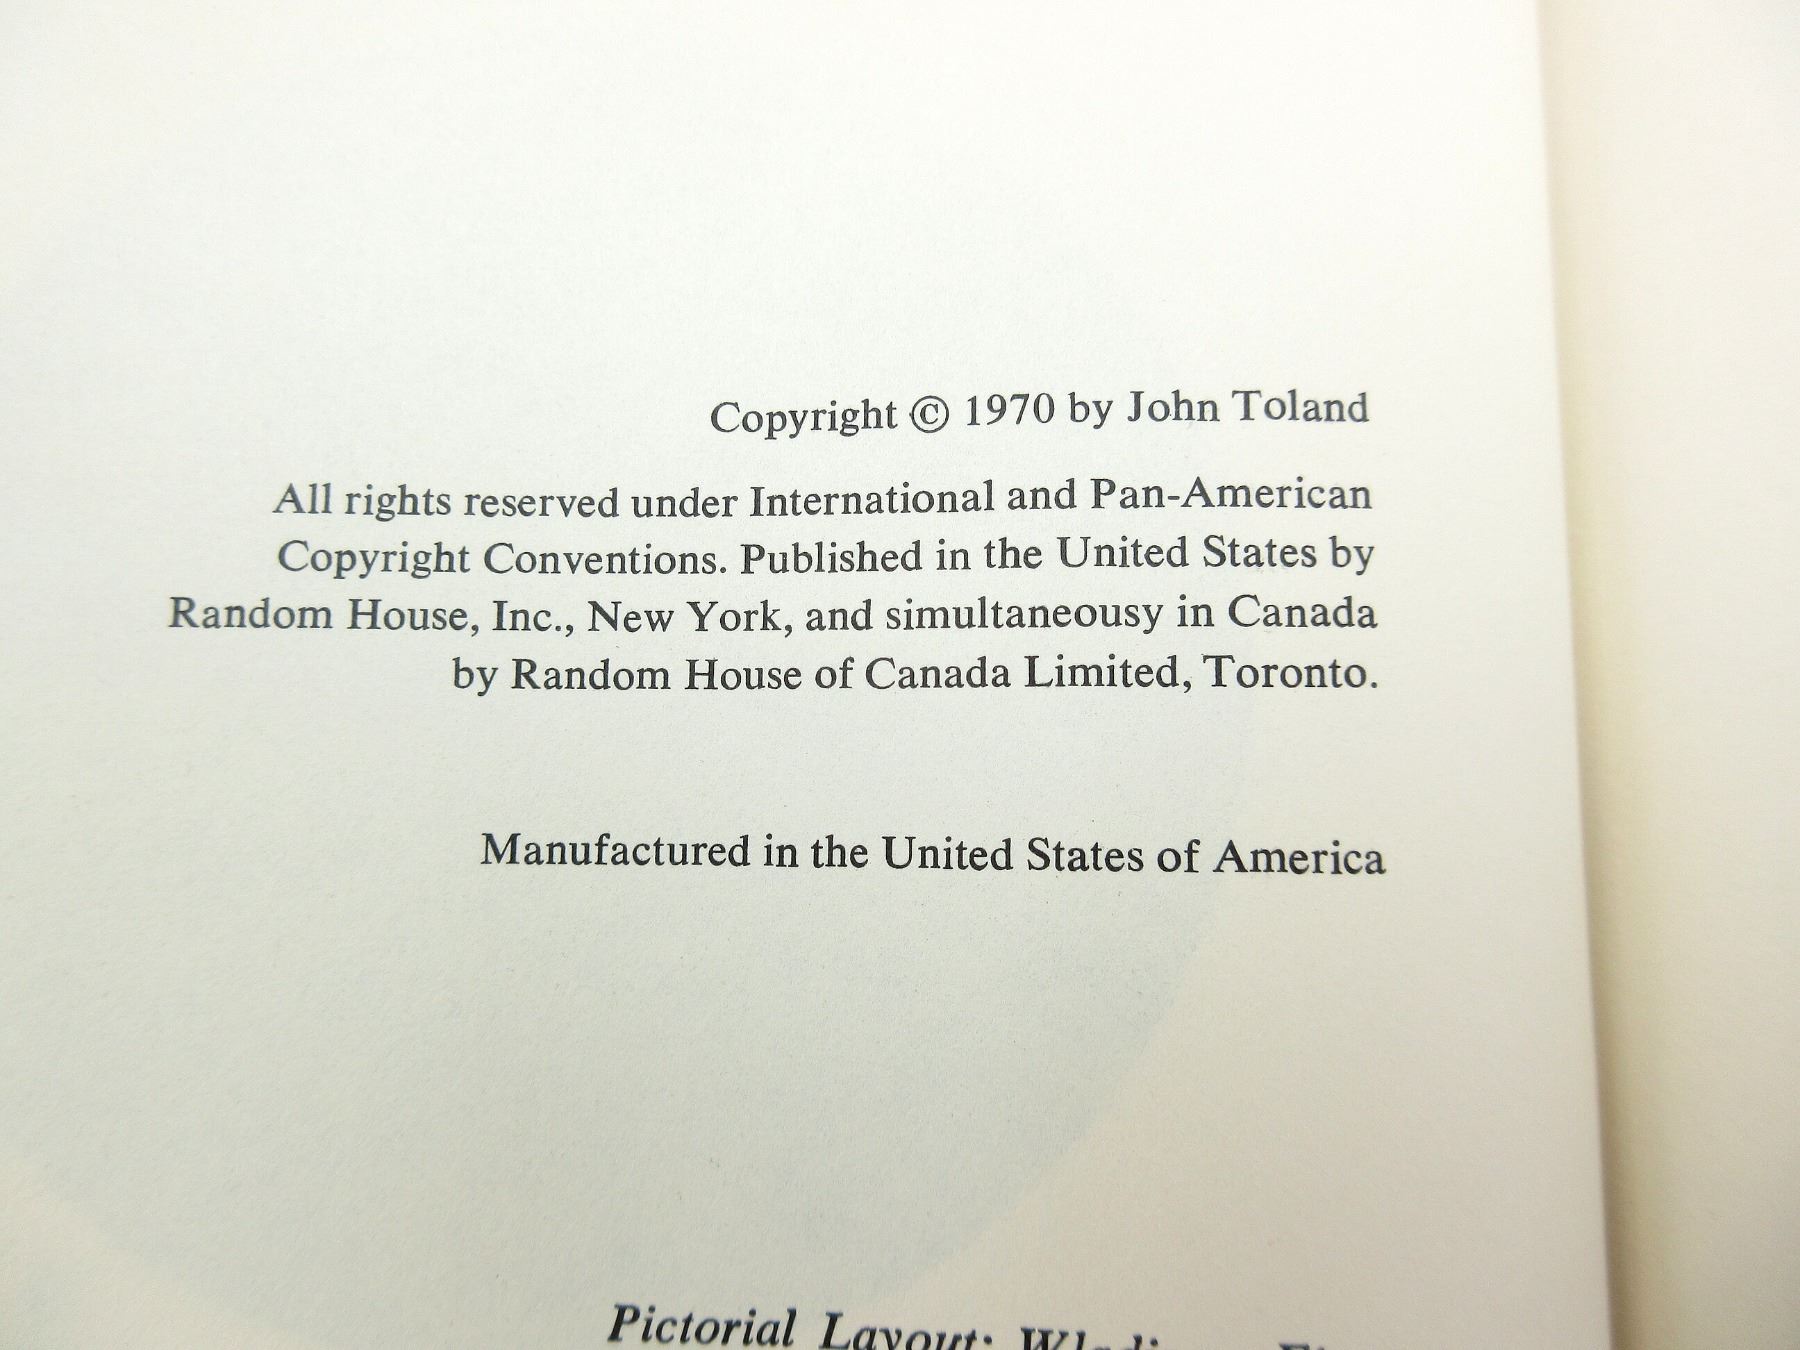 Copyright © 1970 by John Toland
All rights reserved under International and Pan-American
Copyright Conventions. Published in the United States by
Random House, Inc., New York, and simultaneousy in Canada
by Random House of Canada Limited, Toronto.
Manufactured in the United States of America
Pictorial Layout: